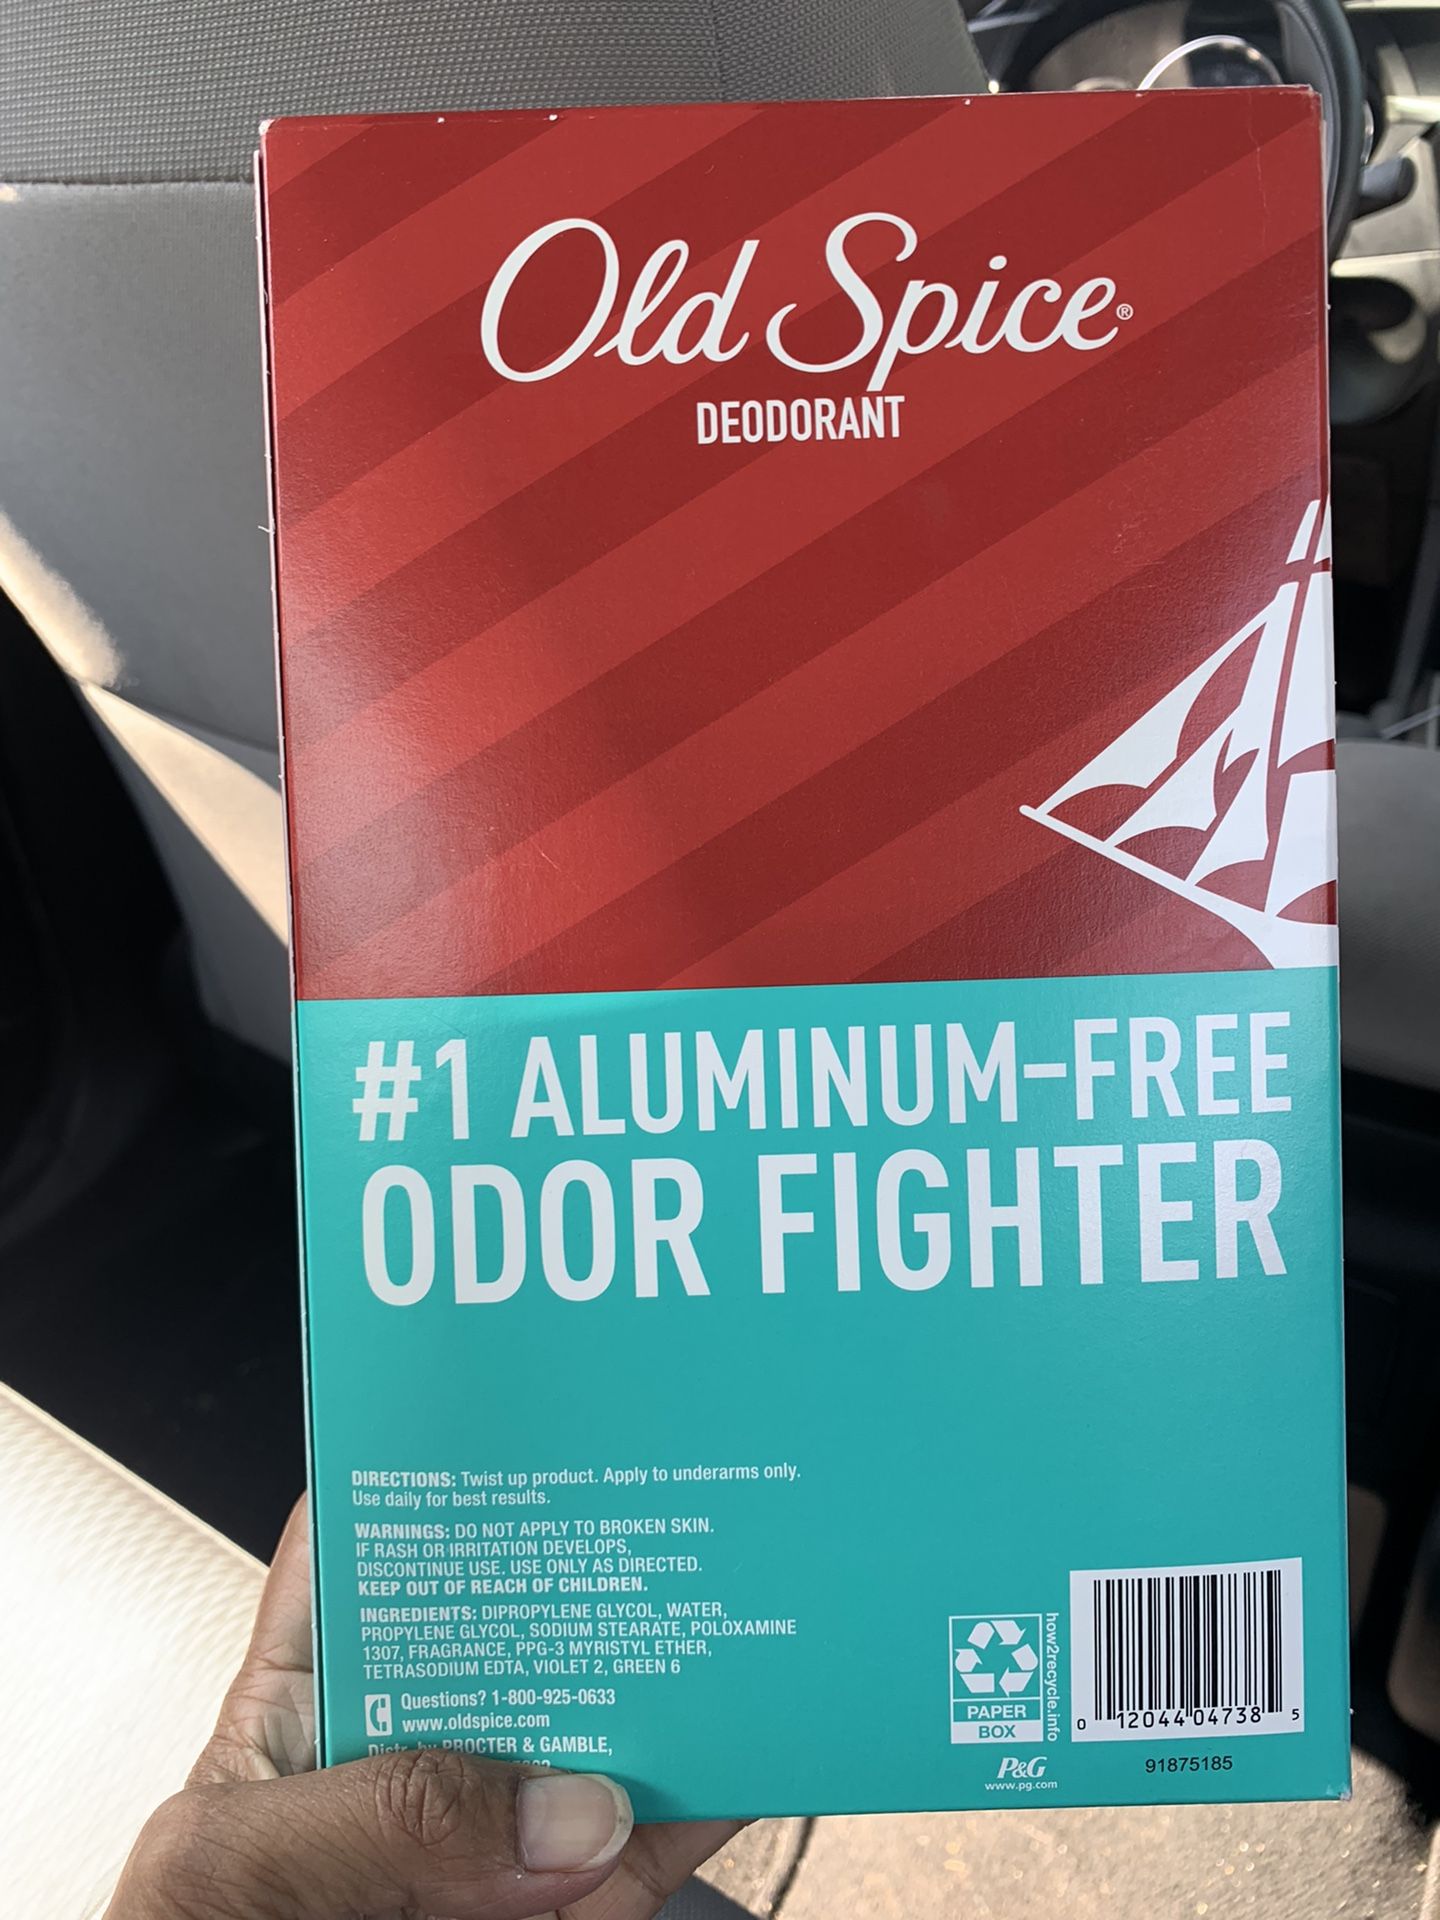 Old Spice®
DEODORANT
#1 ALUMINUM-FREE
ODOR FIGHTER
DIRECTIONS: Twist up product. Apply to underarms only.
Use daily for best results.
WARNINGS: DO NOT APPLY TO BROKEN SKIN.
IF RASH OR IRRITATION DEVELOPS,
DISCONTINUE USE. USE ONLY AS DIRECTED.
KEEP OUT OF REACH OF CHILDREN.
INGREDIENTS: DIPROPYLENE GLYCOL, WATER,
PROPYLENE GLYCOL, SODIUM STEARATE, POLOXAMINE
1307, FRAGRANCE, PPG-3 MYRISTYL ETHER,
TETRASODIUM EDTA, VIOLET 2, GREEN 6
Questions? 1-800-925-0633
www.oldspice.com
Distr. by PROCTER & GAMBLE,
PAPER
BOX
how2recycle.info
P&G
www.pg.com
0 12044 04738 5
91875185